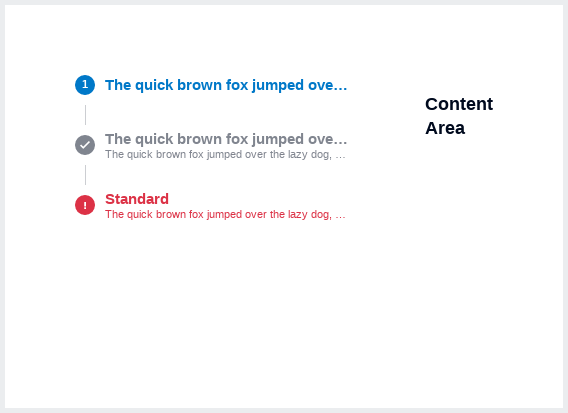 1
The quick brown fox jumped ove…
The quick brown fox jumped ove…
The quick brown fox jumped over the lazy dog, …
!
Standard
The quick brown fox jumped over the lazy dog, …
Content
Area